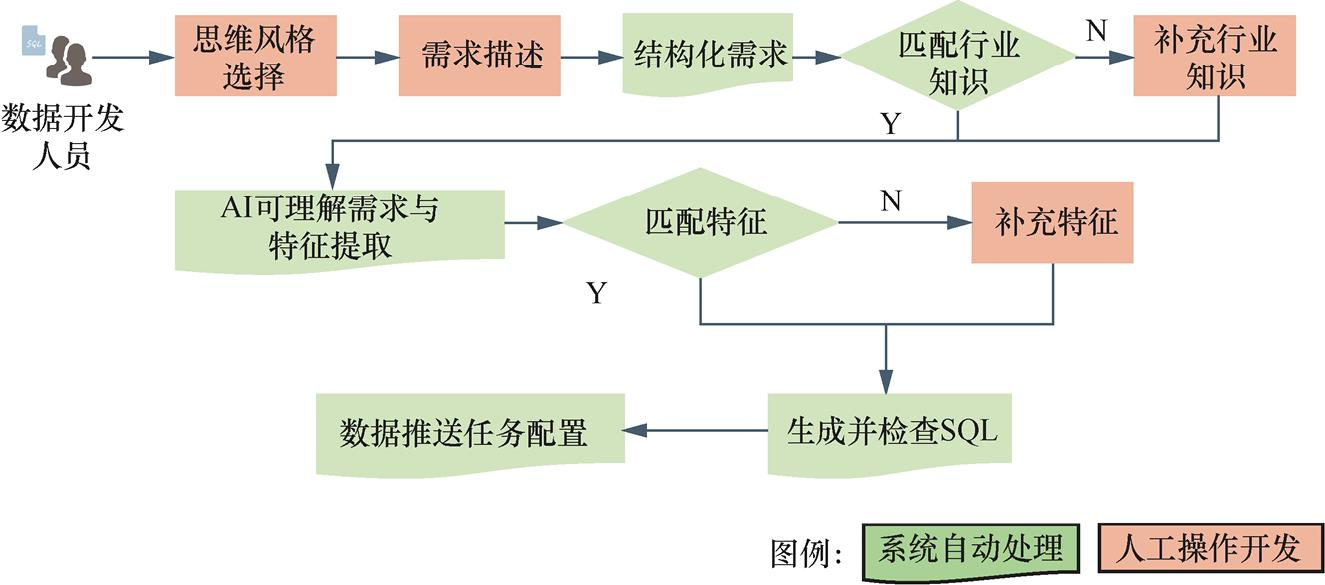 SQL
数据开发
人员
思维风格
选择
需求描述
结构化需求
匹配行业
知识
N
补充行业
知识
Y
AI可理解需求与
特征提取
匹配特征
N
补充特征
Y
数据推送任务配置
生成并检查SQL
图例：
系统自动处理
人工操作开发